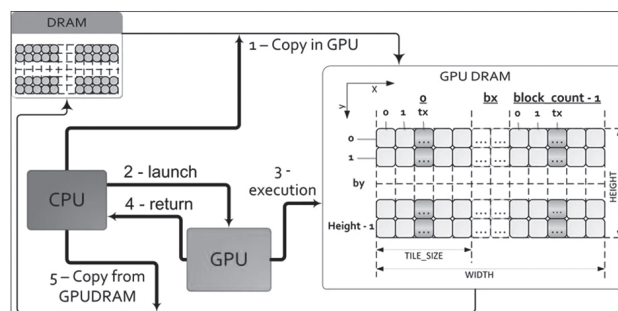 DRAM
1 – Copy in GPU
GPU DRAM
X
y
0 bx block_count - 1
0 1 tx 0 1 tx
0
... ... ... ...
1
... ... ... ...
by
... ... ... ...
Height - 1
... ... ... ...
HEIGHT
TILE_SIZE
WIDTH
2 - launch
3 -
execution
4 - return
CPU
GPU
5 – Copy from
GPUDRAM